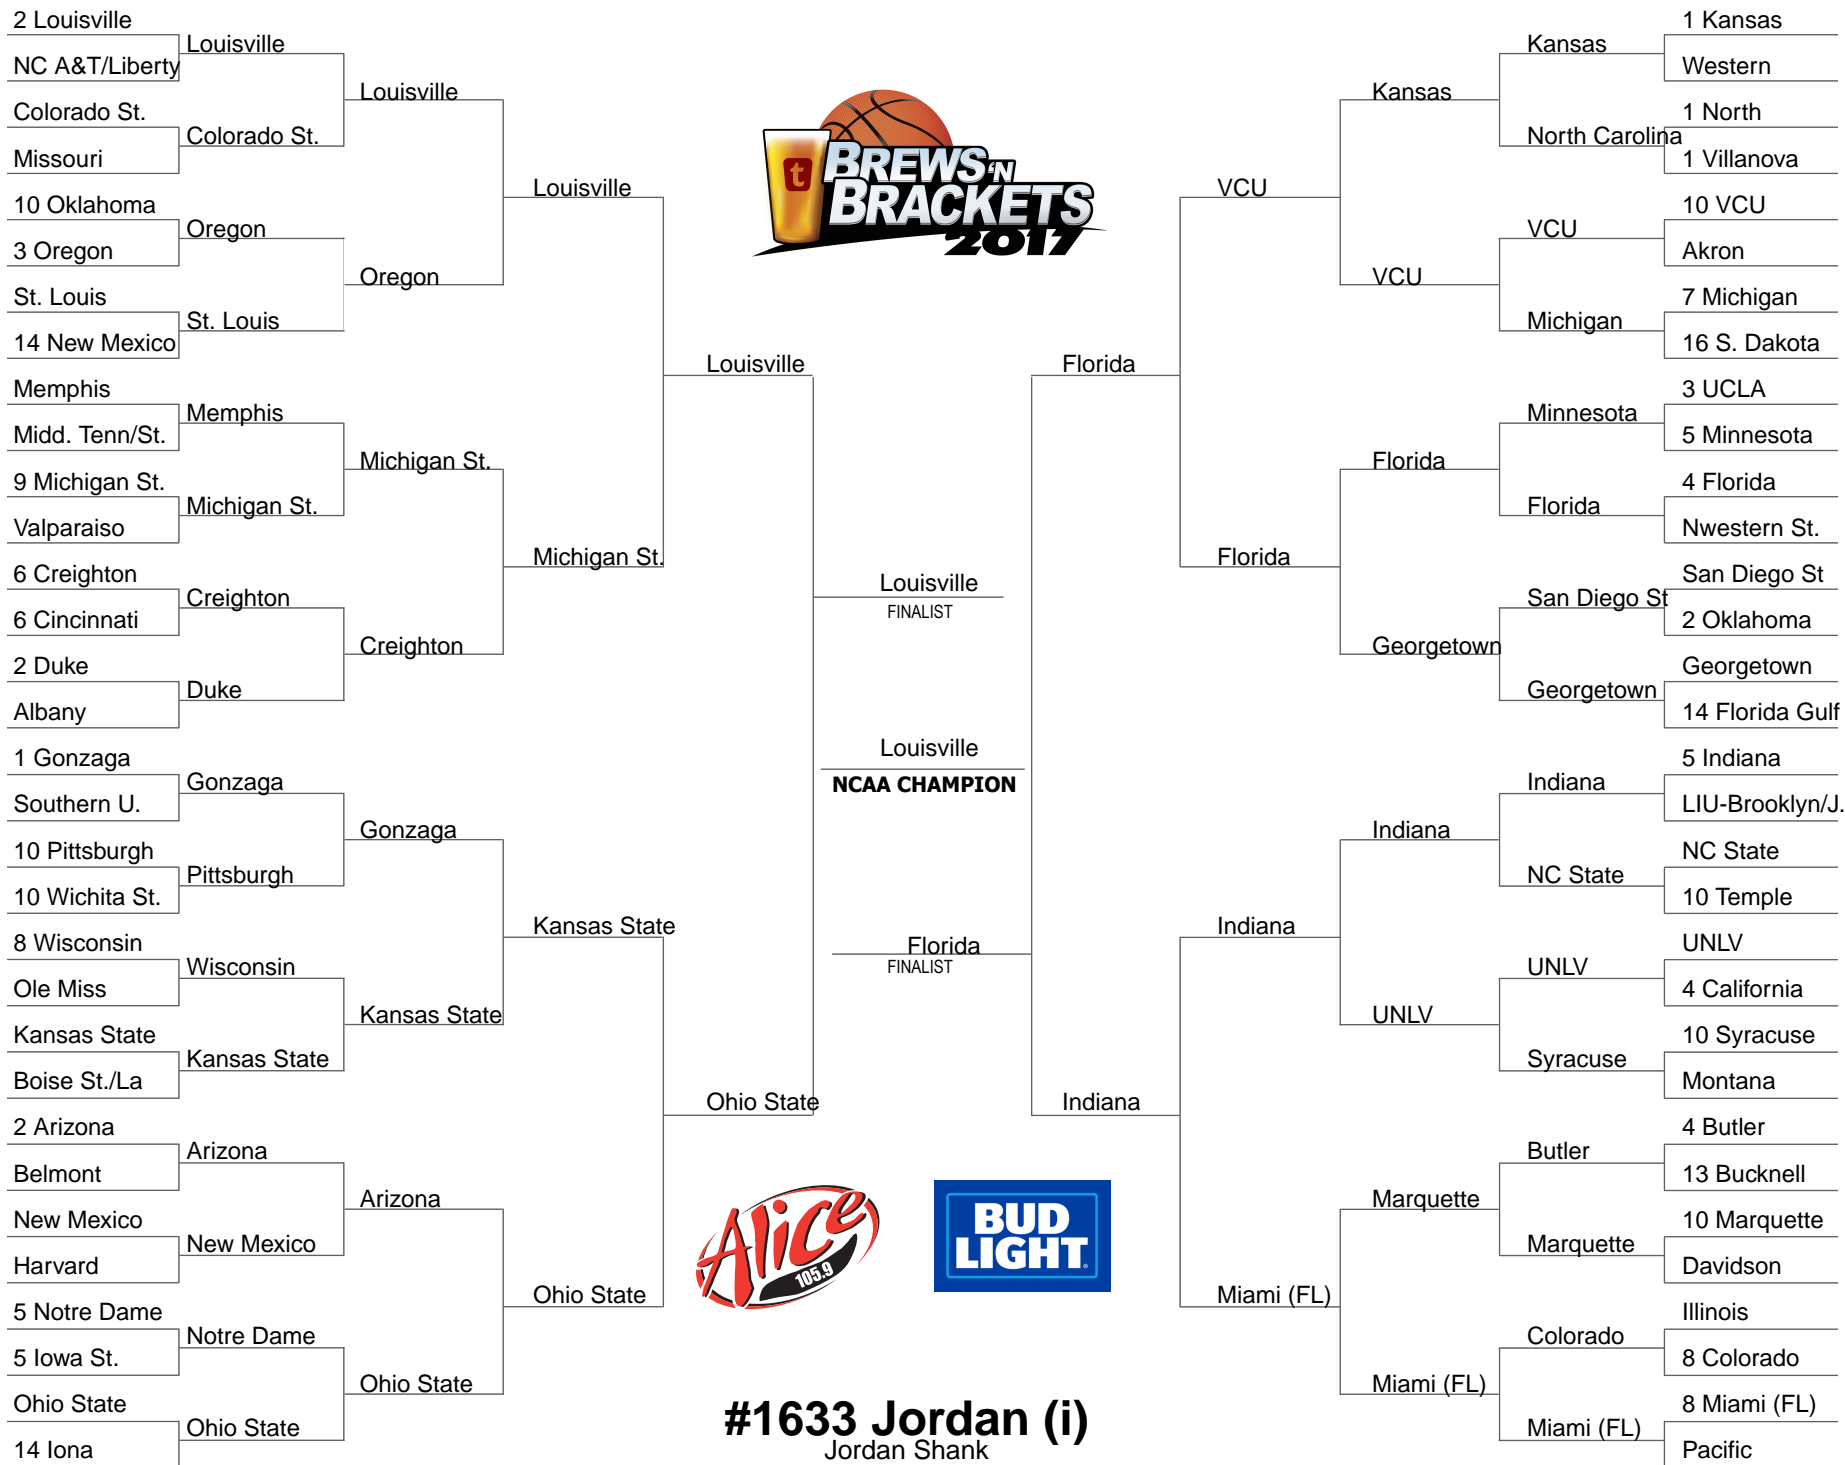 2 Louisville
NC A&T/Liberty
Colorado St.
Missouri
10 Oklahoma
3 Oregon
St. Louis
14 New Mexico
Memphis
Midd. Tenn/St.
9 Michigan St.
Valparaiso
6 Creighton
6 Cincinnati
2 Duke
Albany
1 Gonzaga
Southern U.
10 Pittsburgh
10 Wichita St.
8 Wisconsin
Ole Miss
Kansas State
Boise St./La
2 Arizona
Belmont
New Mexico
Harvard
5 Notre Dame
5 Iowa St.
Ohio State
14 Iona
Louisville
Colorado St.
Oregon
St. Louis
Memphis
Michigan St.
Creighton
Duke
Gonzaga
Pittsburgh
Wisconsin
Kansas State
Arizona
New Mexico
Notre Dame
Ohio State
Louisville
Oregon
Michigan St.
Creighton
Gonzaga
Kansas State
Arizona
Ohio State
Louisville
Michigan St.
Kansas State
Ohio State
Louisville
Ohio State
t
BREWS 'N
BRACKETS
2017
Louisville
FINALIST
Louisville
NCAA CHAMPION
Florida
FINALIST
Alice
105.9
BUD
LIGHT
#1633 Jordan (i)
Jordan Shank
Florida
Indiana
VCU
Florida
Indiana
Miami (FL)
Kansas
VCU
Florida
Georgetown
Indiana
UNLV
Marquette
Miami (FL)
Kansas
North Carolina
VCU
Michigan
Minnesota
Florida
San Diego St
Georgetown
Indiana
NC State
UNLV
Syracuse
Butler
Marquette
Colorado
Miami (FL)
1 Kansas
Western
1 North
1 Villanova
10 VCU
Akron
7 Michigan
16 S. Dakota
3 UCLA
5 Minnesota
4 Florida
Nwestern St.
San Diego St
2 Oklahoma
Georgetown
14 Florida Gulf
5 Indiana
LIU-Brooklyn/J.
NC State
10 Temple
UNLV
4 California
10 Syracuse
Montana
4 Butler
13 Bucknell
10 Marquette
Davidson
Illinois
8 Colorado
8 Miami (FL)
Pacific